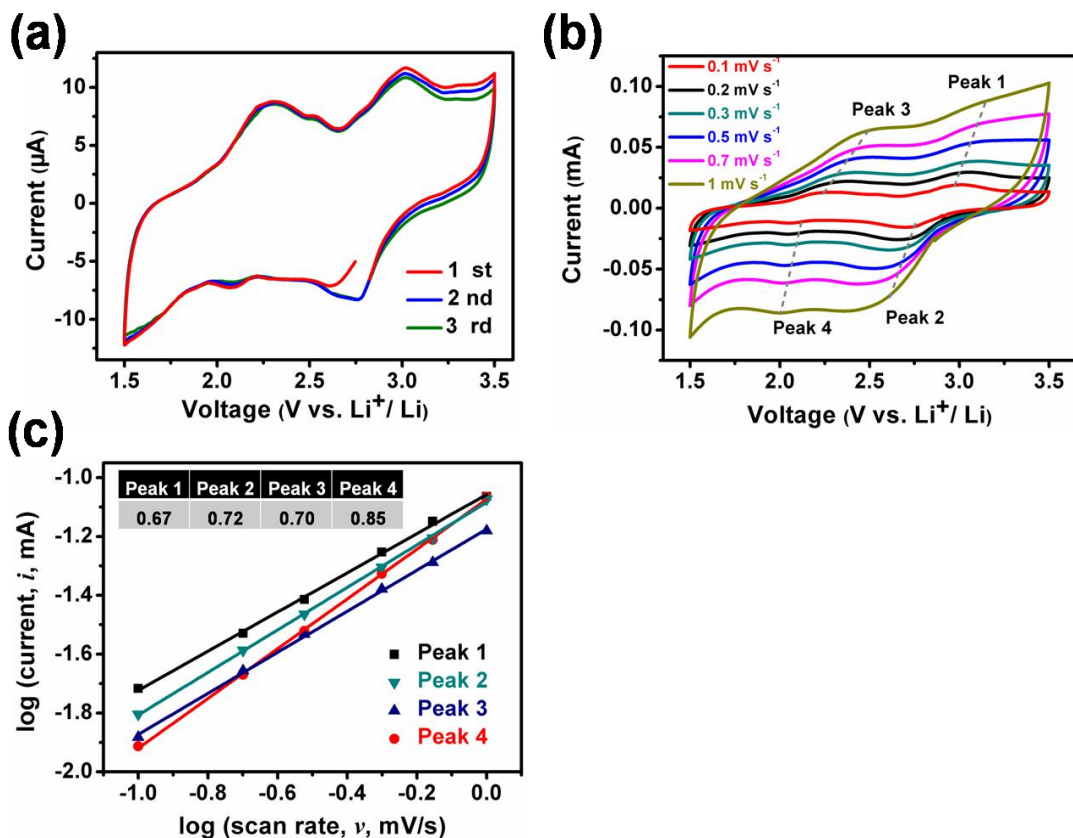 (a)
10
5
0
-5
-10
Current (µA)
1 st
2 nd
3 rd
1.5 2.0 2.5 3.0 3.5
Voltage (V vs. Li⁺/ Li)
(b)
0.10
0.05
0.00
-0.05
-0.10
Current (mA)
0.1 mV s⁻¹
0.2 mV s⁻¹
0.3 mV s⁻¹
0.5 mV s⁻¹
0.7 mV s⁻¹
1 mV s⁻¹
Peak 1
Peak 3
Peak 4
Peak 2
1.5 2.0 2.5 3.0 3.5
Voltage (V vs. Li⁺/ Li)
(c)
-1.0
-1.2
-1.4
-1.6
-1.8
-2.0
log (current, i, mA)
Peak 1 Peak 2 Peak 3 Peak 4
0.67 0.72 0.70 0.85
Peak 1
Peak 2
Peak 3
Peak 4
-1.0 -0.8 -0.6 -0.4 -0.2 0.0
log (scan rate, ν, mV/s)